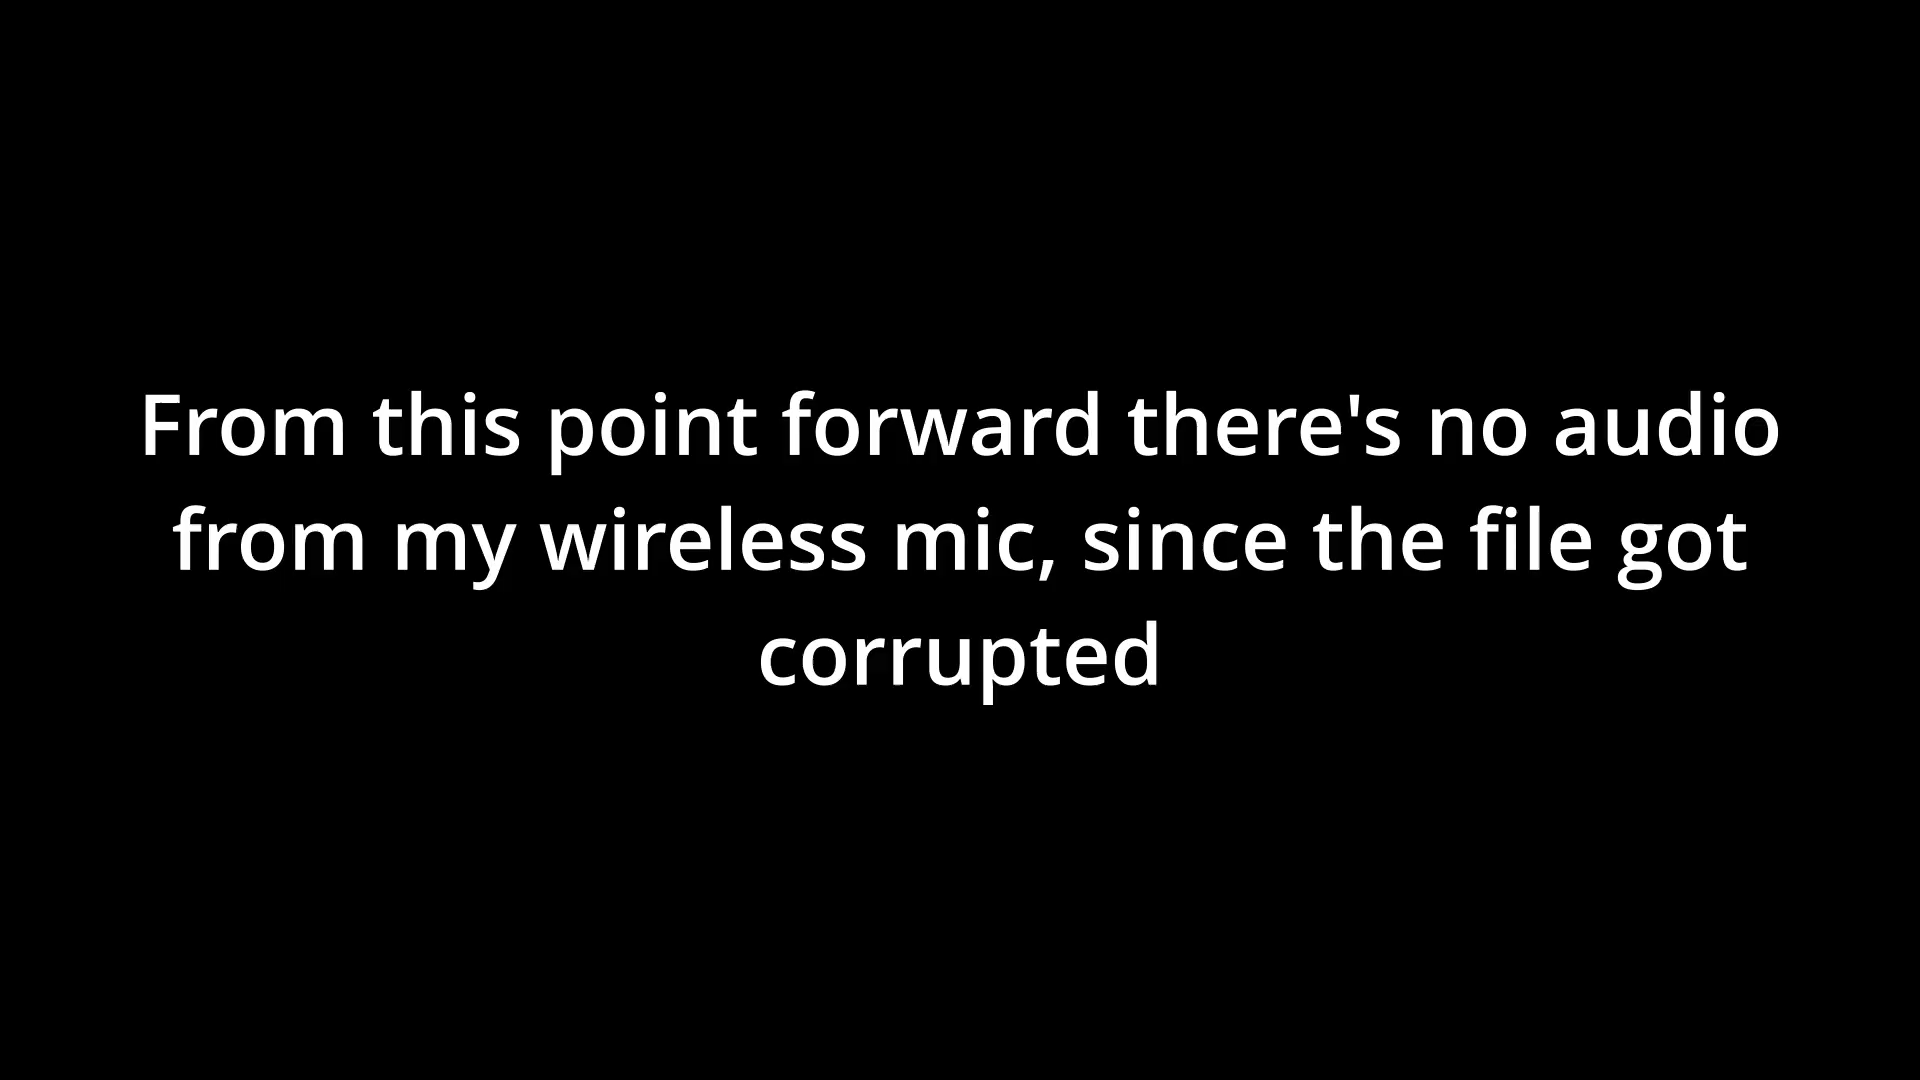 From this point forward there's no audio
from my wireless mic, since the file got
corrupted